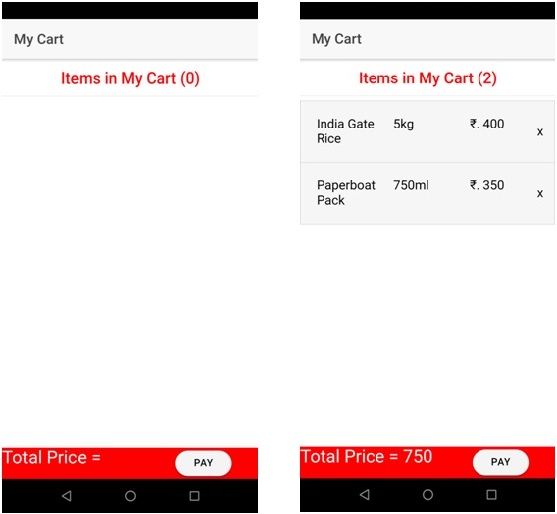 My Cart
Items in My Cart (0)
Total Price =
PAY
My Cart
Items in My Cart (2)
India Gate Rice 5kg ₹. 400 x
Paperboat Pack 750ml ₹. 350 x
Total Price = 750
PAY